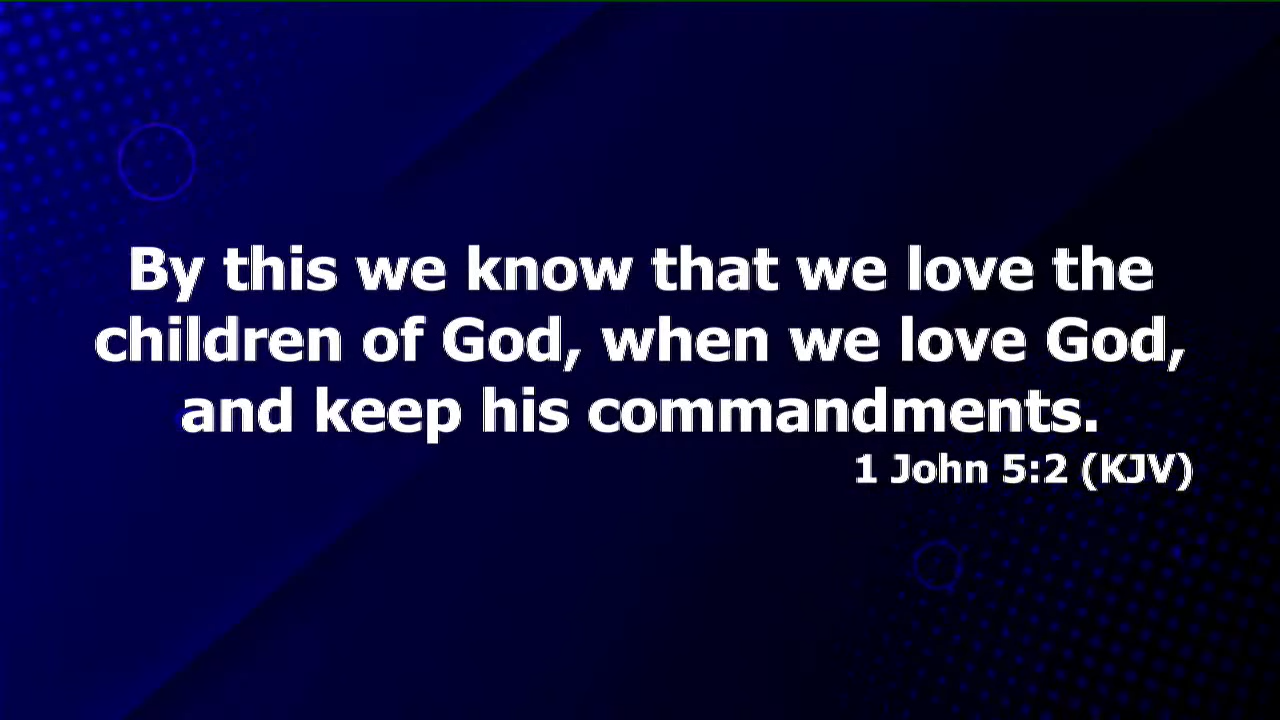 By this we know that we love the
children of God, when we love God,
and keep his commandments.
1 John 5:2 (KJV)